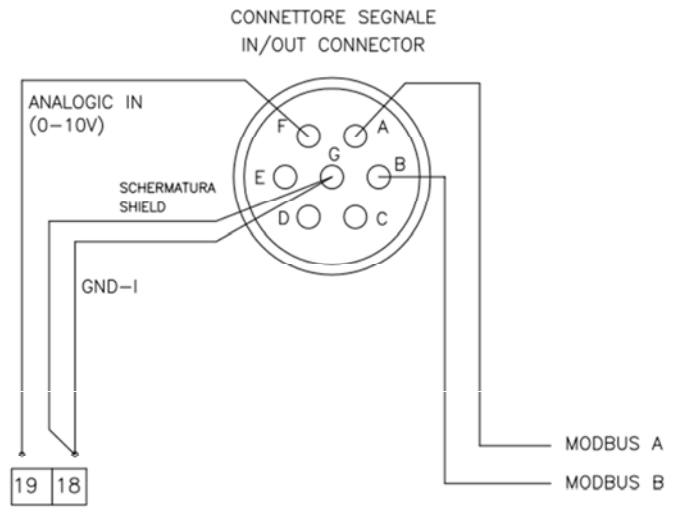 CONNETTORE SEGNALE
IN/OUT CONNECTOR
ANALOGIC IN
(0-10V)
F
A
G
E
B
SCHERMATURA
SHIELD
D
C
GND-I
MODBUS A
19 18
MODBUS B